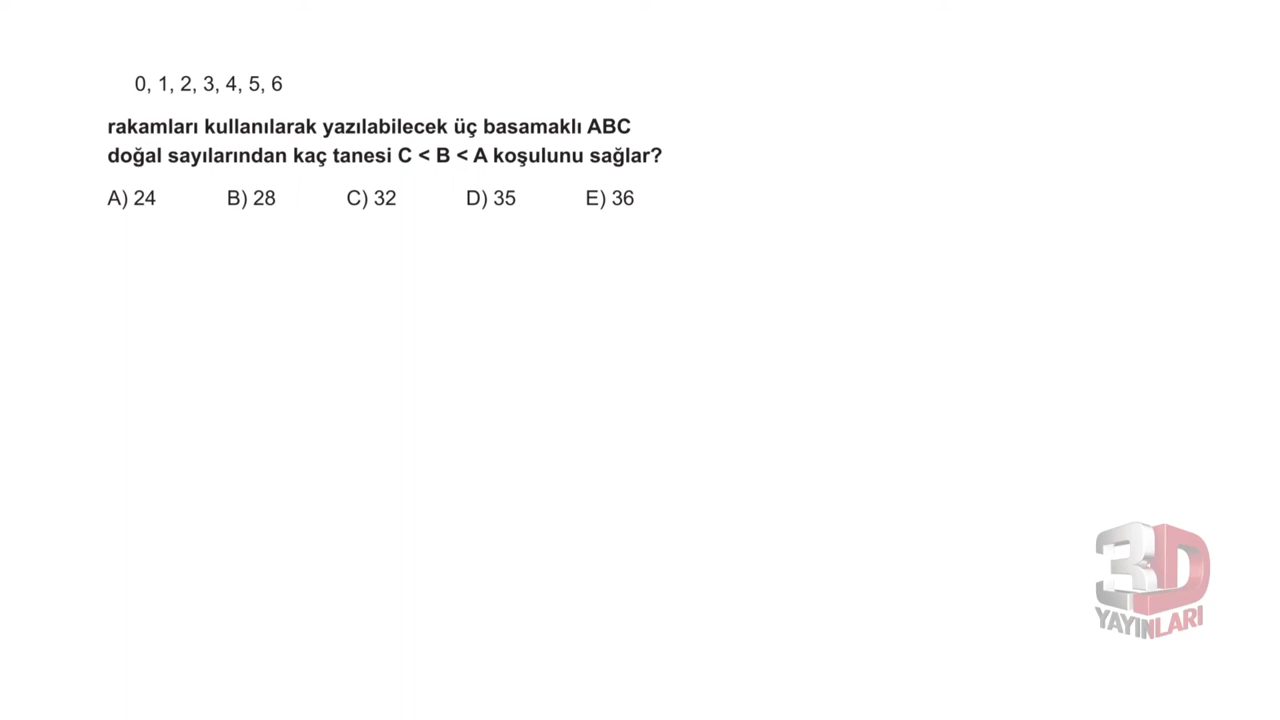 0, 1, 2, 3, 4, 5, 6
rakamları kullanılarak yazılabilecek üç basamaklı ABC
doğal sayılarından kaç tanesi C < B < A koşulunu sağlar?
A) 24 B) 28 C) 32 D) 35 E) 36
3D
YAYINLARI